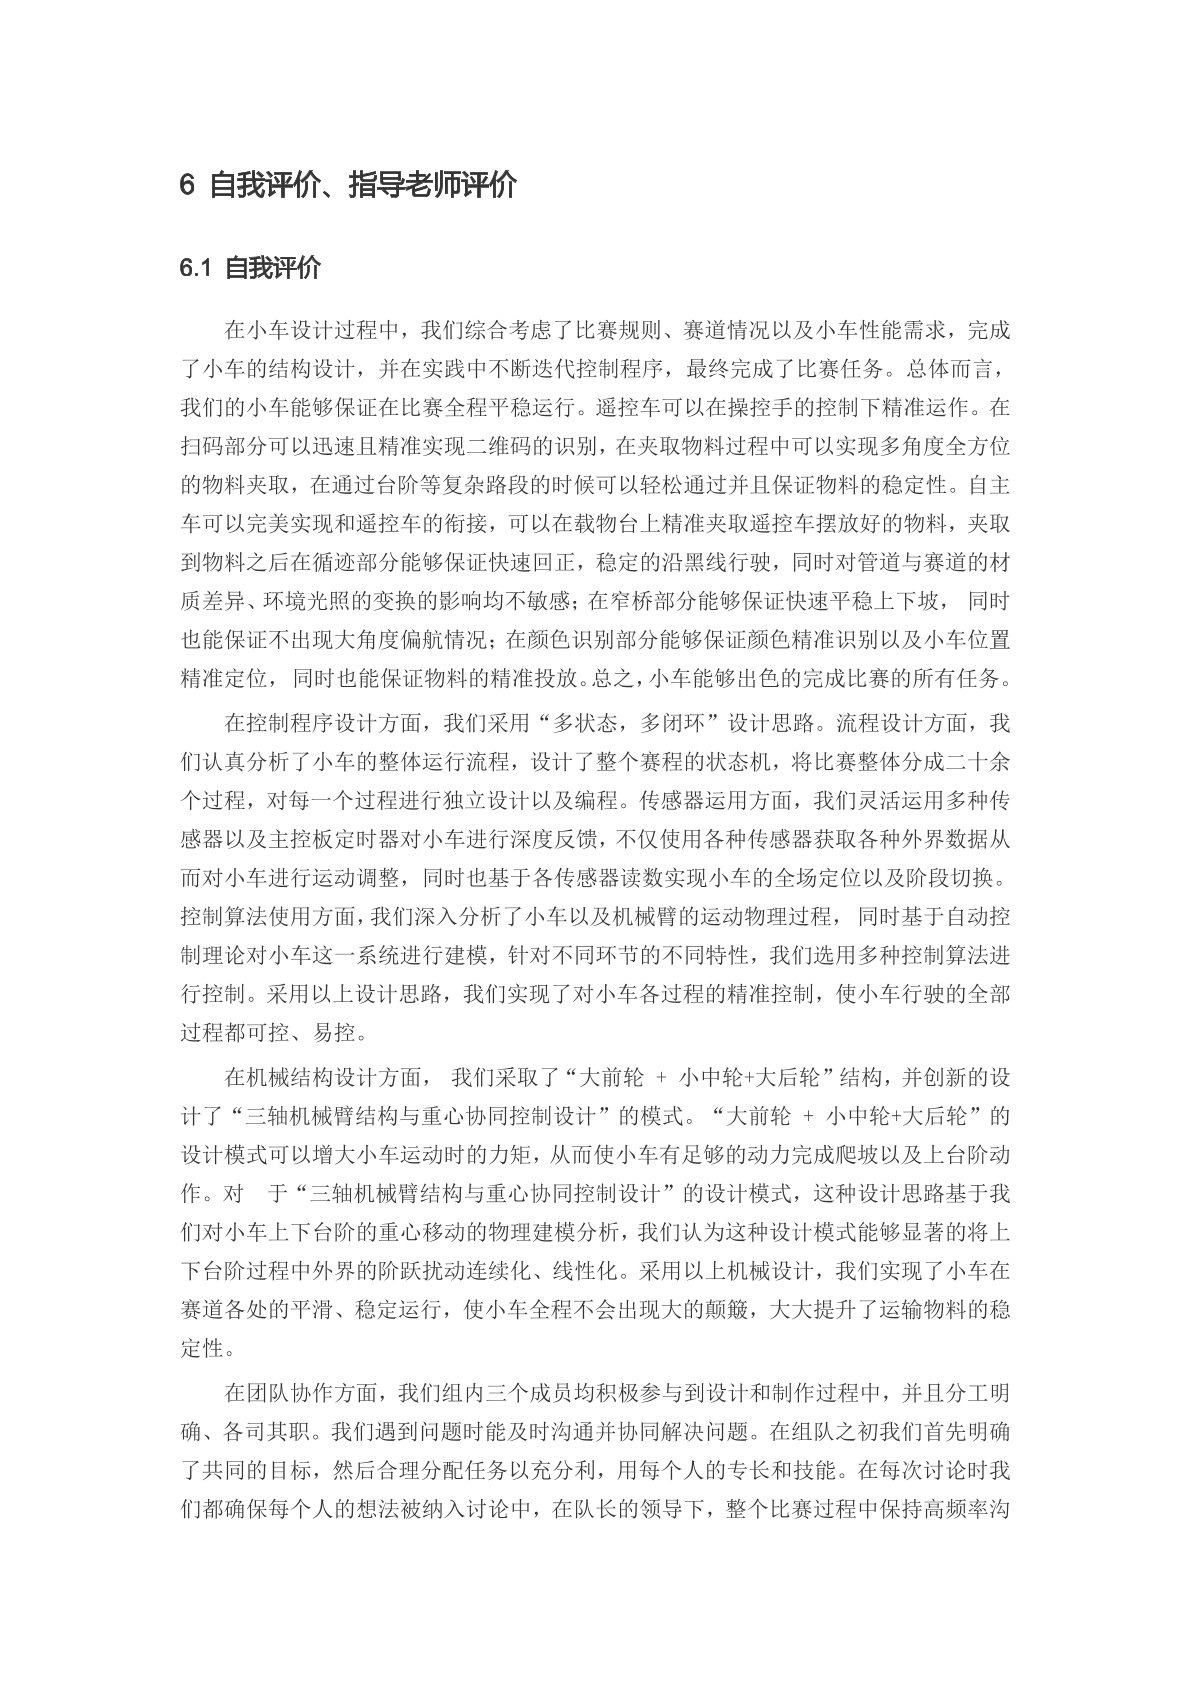 6 自我评价、指导老师评价
6.1 自我评价
在小车设计过程中，我们综合考虑了比赛规则、赛道情况以及小车性能需求，完成
了小车的结构设计，并在实践中不断迭代控制程序，最终完成了比赛任务。总体而言，
我们的小车能够保证在比赛全程平稳运行。遥控车可以在操控手的控制下精准运作。在
扫码部分可以迅速且精准实现二维码的识别，在夹取物料过程中可以实现多角度全方位
的物料夹取，在通过台阶等复杂路段的时候可以轻松通过并且保证物料的稳定性。自主
车可以完美实现和遥控车的衔接，可以在载物台上精准夹取遥控车摆放好的物料，夹取
到物料之后在循迹部分能够保证快速回正，稳定的沿黑线行驶，同时对管道与赛道的材
质差异、环境光照的变换的影响均不敏感；在窄桥部分能够保证快速平稳上下坡， 同时
也能保证不出现大角度偏航情况；在颜色识别部分能够保证颜色精准识别以及小车位置
精准定位， 同时也能保证物料的精准投放。总之，小车能够出色的完成比赛的所有任务。
在控制程序设计方面，我们采用“多状态，多闭环”设计思路。流程设计方面，我
们认真分析了小车的整体运行流程，设计了整个赛程的状态机，将比赛整体分成二十余
个过程，对每一个过程进行独立设计以及编程。传感器运用方面，我们灵活运用多种传
感器以及主控板定时器对小车进行深度反馈，不仅使用各种传感器获取各种外界数据从
而对小车进行运动调整，同时也基于各传感器读数实现小车的全场定位以及阶段切换。
控制算法使用方面，我们深入分析了小车以及机械臂的运动物理过程， 同时基于自动控
制理论对小车这一系统进行建模，针对不同环节的不同特性，我们选用多种控制算法进
行控制。采用以上设计思路，我们实现了对小车各过程的精准控制，使小车行驶的全部
过程都可控、易控。
在机械结构设计方面， 我们采取了“大前轮 + 小中轮+大后轮”结构，并创新的设
计了“三轴机械臂结构与重心协同控制设计”的模式。“大前轮 + 小中轮+大后轮”的
设计模式可以增大小车运动时的力矩，从而使小车有足够的动力完成爬坡以及上台阶动
作。对 于“三轴机械臂结构与重心协同控制设计”的设计模式，这种设计思路基于我
们对小车上下台阶的重心移动的物理建模分析，我们认为这种设计模式能够显著的将上
下台阶过程中外界的阶跃扰动连续化、线性化。采用以上机械设计，我们实现了小车在
赛道各处的平滑、稳定运行，使小车全程不会出现大的颠簸，大大提升了运输物料的稳
定性。
在团队协作方面，我们组内三个成员均积极参与到设计和制作过程中，并且分工明
确、各司其职。我们遇到问题时能及时沟通并协同解决问题。在组队之初我们首先明确
了共同的目标，然后合理分配任务以充分利，用每个人的专长和技能。在每次讨论时我
们都确保每个人的想法被纳入讨论中，在队长的领导下，整个比赛过程中保持高频率沟